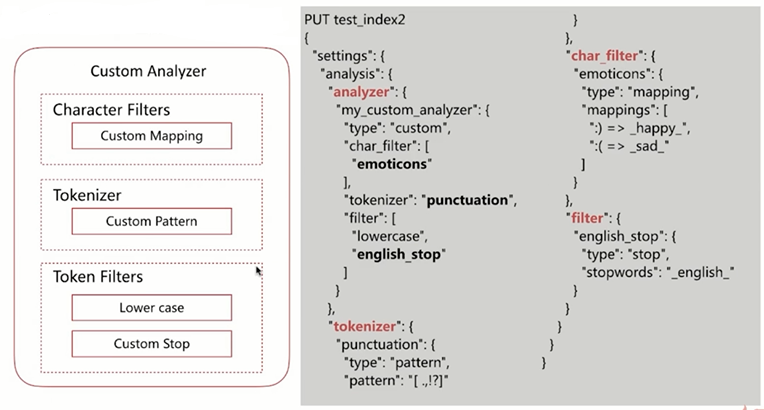 Custom Analyzer
Character Filters
Custom Mapping
Tokenizer
Custom Pattern
Token Filters
Lower case
Custom Stop
PUT test_index2
{
"settings": {
"analysis": {
"analyzer": {
"my_custom_analyzer": {
"type": "custom",
"char_filter": [
"emoticons"
],
"tokenizer": "punctuation",
"filter": [
"lowercase",
"english_stop"
]
}
},
"tokenizer": {
"punctuation": {
"type": "pattern",
"pattern": "[ .,!?]"
}
},
"char_filter": {
"emoticons": {
"type": "mapping",
"mappings": [
":) => _happy_",
":( => _sad_"
]
}
},
"filter": {
"english_stop": {
"type": "stop",
"stopwords": "_english_"
}
}
}
}
}